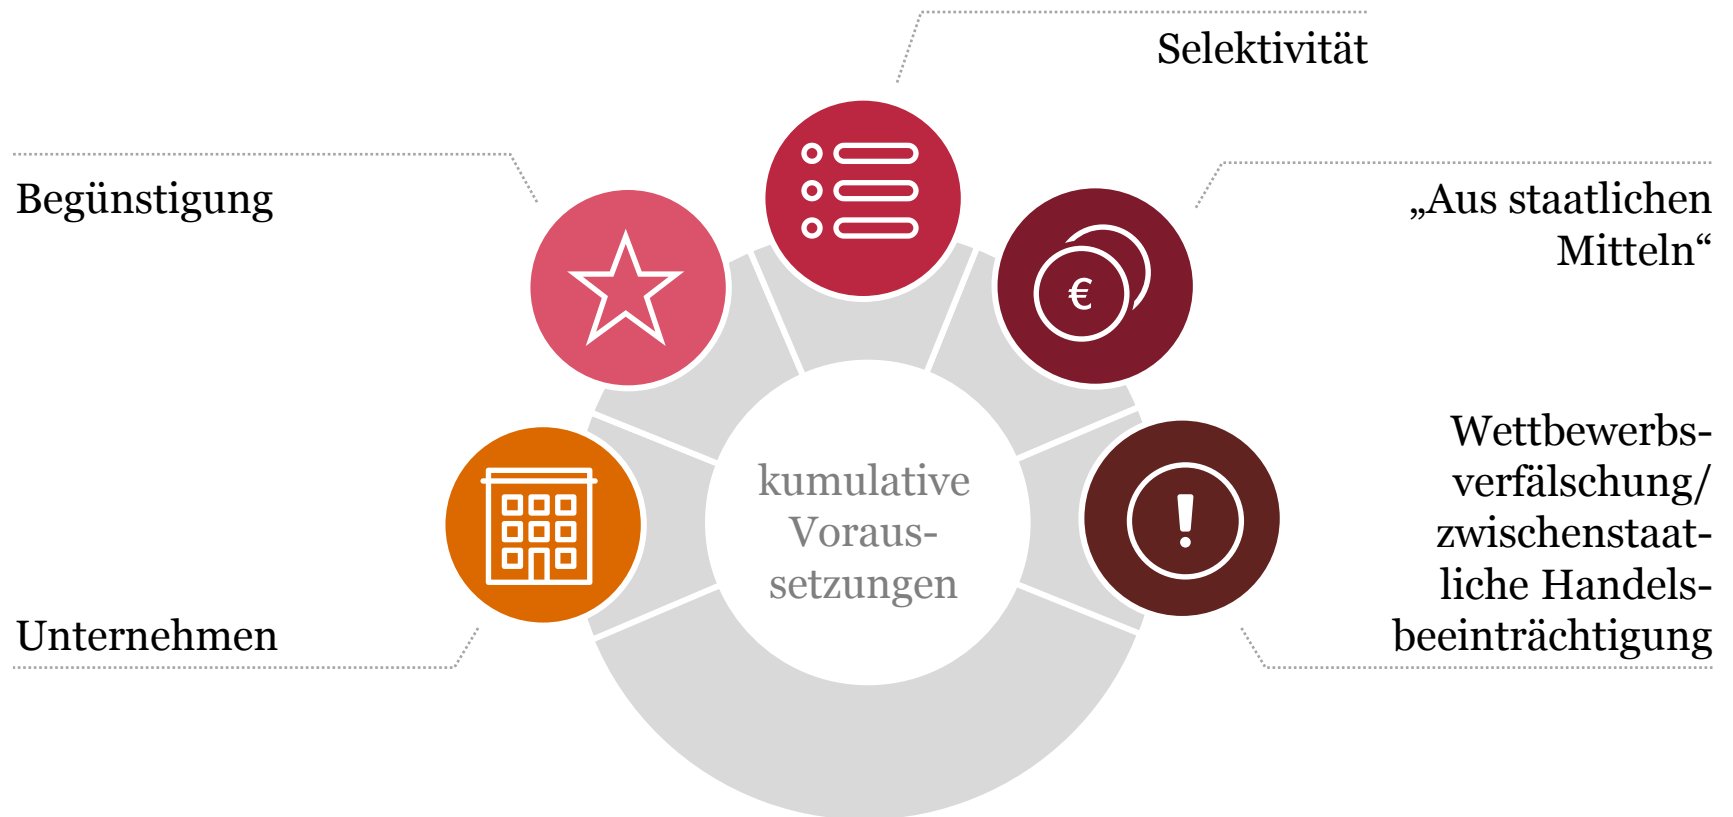 Selektivität
Begünstigung
„Aus staatlichen
Mitteln“
€
kumulative
Voraus-
setzungen
Wettbewerbs-
verfälschung/
zwischenstaat-
liche Handels-
beeinträchtigung
!
Unternehmen